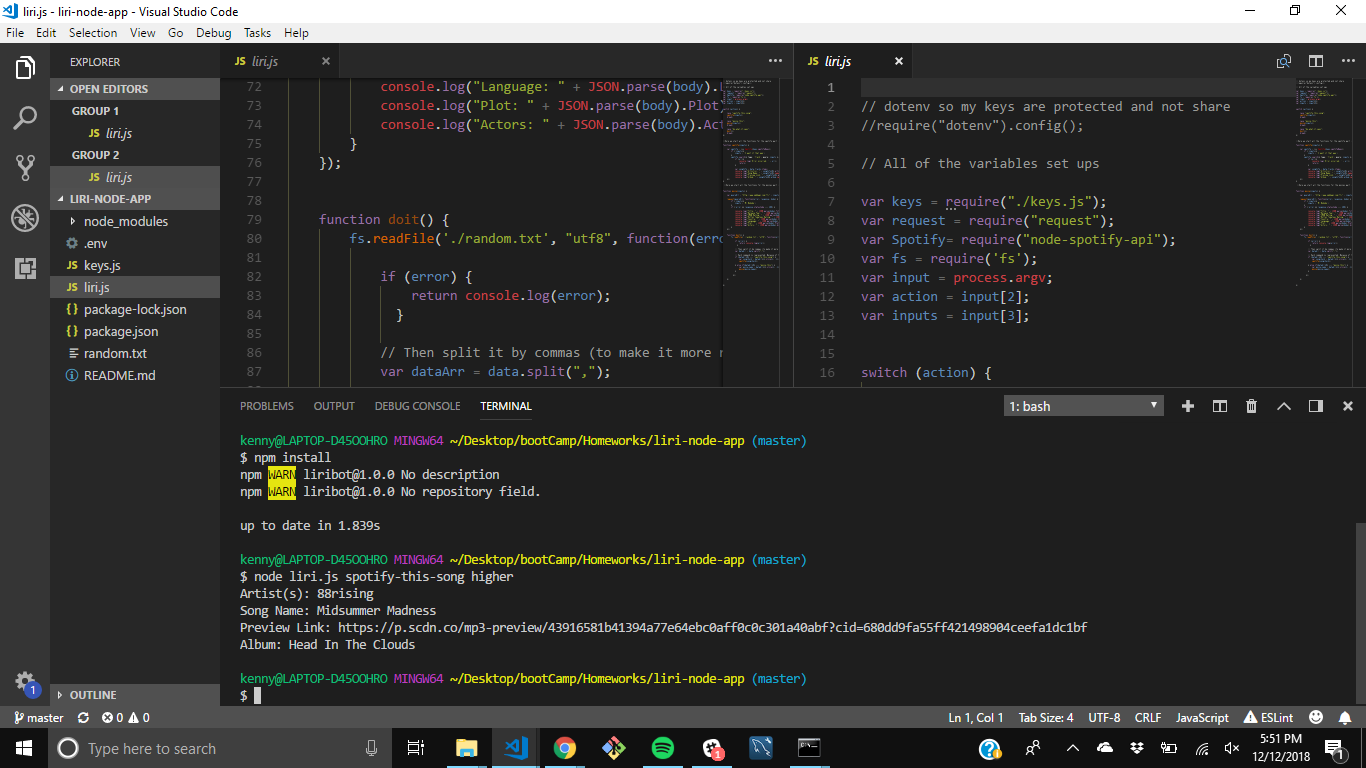 liri.js - liri-node-app - Visual Studio Code
File Edit Selection View Go Debug Tasks Help
EXPLORER
OPEN EDITORS
GROUP 1
JS liri.js
GROUP 2
JS liri.js
LIRI-NODE-APP
node_modules
.env
JS keys.js
JS liri.js
{ } package-lock.json
{ } package.json
random.txt
README.md
OUTLINE
JS liri.js
72 console.log("Language: " + JSON.parse(body).
73 console.log("Plot: " + JSON.parse(body).Plot
74 console.log("Actors: " + JSON.parse(body).Act
75 }
76 });
77
78
79 function doit() {
80 fs.readFile('./random.txt', "utf8", function(erro
81
82 if (error) {
83 return console.log(error);
84 }
85
86 // Then split it by commas (to make it more
87 var dataArr = data.split(",");
JS liri.js
1
2 // dotenv so my keys are protected and not share
3 //require("dotenv").config();
4
5 // All of the variables set ups
6
7 var keys = require("./keys.js");
8 var request = require("request");
9 var Spotify= require("node-spotify-api");
10 var fs = require('fs');
11 var input = process.argv;
12 var action = input[2];
13 var inputs = input[3];
14
15
16 switch (action) {
PROBLEMS OUTPUT DEBUG CONSOLE TERMINAL
1: bash
kenny@LAPTOP-D45OOHRO MINGW64 ~/Desktop/bootCamp/Homeworks/liri-node-app (master)
$ npm install
npm WARN liribot@1.0.0 No description
npm WARN liribot@1.0.0 No repository field.
up to date in 1.839s
kenny@LAPTOP-D45OOHRO MINGW64 ~/Desktop/bootCamp/Homeworks/liri-node-app (master)
$ node liri.js spotify-this-song higher
Artist(s): 88rising
Song Name: Midsummer Madness
Preview Link: https://p.scdn.co/mp3-preview/43916581b41394a77e64ebc0aff0c0c301a40abf?cid=680dd9fa55ff421498904ceefa1dc1bf
Album: Head In The Clouds
kenny@LAPTOP-D45OOHRO MINGW64 ~/Desktop/bootCamp/Homeworks/liri-node-app (master)
$
1
master 0 0 Ln 1, Col 1 Tab Size: 4 UTF-8 CRLF JavaScript ESLint
Type here to search
1
5:51 PM
12/12/2018
1